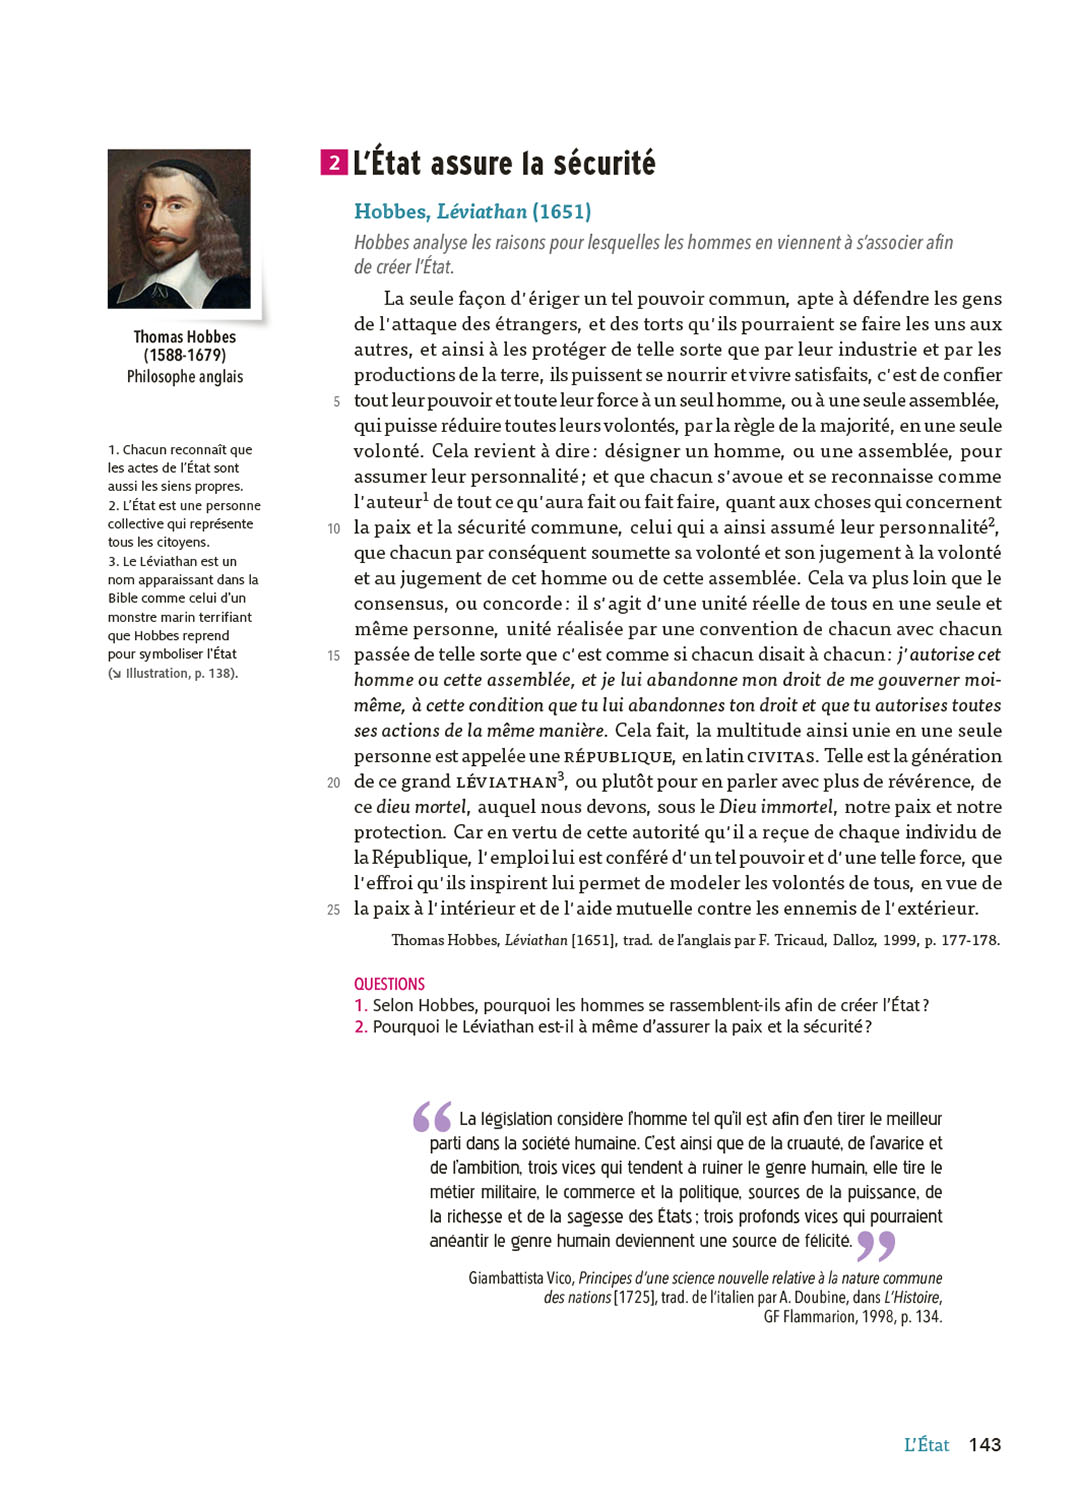 2 L'État assure la sécurité
Hobbes, Léviathan (1651)
Hobbes analyse les raisons pour lesquelles les hommes en viennent à s'associer afin
de créer l'État.
La seule façon d'ériger un tel pouvoir commun, apte à défendre les gens
de l'attaque des étrangers, et des torts qu'ils pourraient se faire les uns aux
autres, et ainsi à les protéger de telle sorte que par leur industrie et par les
productions de la terre, ils puissent se nourrir et vivre satisfaits, c'est de confier
5 tout leur pouvoir et toute leur force à un seul homme, ou à une seule assemblée,
qui puisse réduire toutes leurs volontés, par la règle de la majorité, en une seule
volonté. Cela revient à dire : désigner un homme, ou une assemblée, pour
assumer leur personnalité ; et que chacun s'avoue et se reconnaisse comme
l'auteur1 de tout ce qu'aura fait ou fait faire, quant aux choses qui concernent
10 la paix et la sécurité commune, celui qui a ainsi assumé leur personnalité2,
que chacun par conséquent soumette sa volonté et son jugement à la volonté
et au jugement de cet homme ou de cette assemblée. Cela va plus loin que le
consensus, ou concorde : il s'agit d'une unité réelle de tous en une seule et
même personne, unité réalisée par une convention de chacun avec chacun
15 passée de telle sorte que c'est comme si chacun disait à chacun : j'autorise cet
homme ou cette assemblée, et je lui abandonne mon droit de me gouverner moi-
même, à cette condition que tu lui abandonnes ton droit et que tu autorises toutes
ses actions de la même manière. Cela fait, la multitude ainsi unie en une seule
personne est appelée une RÉPUBLIQUE, en latin CIVITAS. Telle est la génération
20 de ce grand LÉVIATHAN3, ou plutôt pour en parler avec plus de révérence, de
ce dieu mortel, auquel nous devons, sous le Dieu immortel, notre paix et notre
protection. Car en vertu de cette autorité qu'il a reçue de chaque individu de
la République, l'emploi lui est conféré d'un tel pouvoir et d'une telle force, que
l'effroi qu'ils inspirent lui permet de modeler les volontés de tous, en vue de
25 la paix à l'intérieur et de l'aide mutuelle contre les ennemis de l'extérieur.
Thomas Hobbes, Léviathan [1651], trad. de l'anglais par F. Tricaud, Dalloz, 1999, p. 177-178.
Thomas Hobbes
(1588-1679)
Philosophe anglais
1. Chacun reconnaît que
les actes de l'État sont
aussi les siens propres.
2. L'État est une personne
collective qui représente
tous les citoyens.
3. Le Léviathan est un
nom apparaissant dans la
Bible comme celui d'un
monstre marin terrifiant
que Hobbes reprend
pour symboliser l'État
(↘ Illustration, p. 138).
QUESTIONS
1. Selon Hobbes, pourquoi les hommes se rassemblent-ils afin de créer l'État ?
2. Pourquoi le Léviathan est-il à même d'assurer la paix et la sécurité ?
“ La législation considère l'homme tel qu'il est afin d'en tirer le meilleur
parti dans la société humaine. C'est ainsi que de la cruauté, de l'avarice et
de l'ambition, trois vices qui tendent à ruiner le genre humain, elle tire le
métier militaire, le commerce et la politique, sources de la puissance, de
la richesse et de la sagesse des États ; trois profonds vices qui pourraient
anéantir le genre humain deviennent une source de félicité. ”
Giambattista Vico, Principes d'une science nouvelle relative à la nature commune
des nations [1725], trad. de l'italien par A. Doubine, dans L'Histoire,
GF Flammarion, 1998, p. 134.
L'État 143